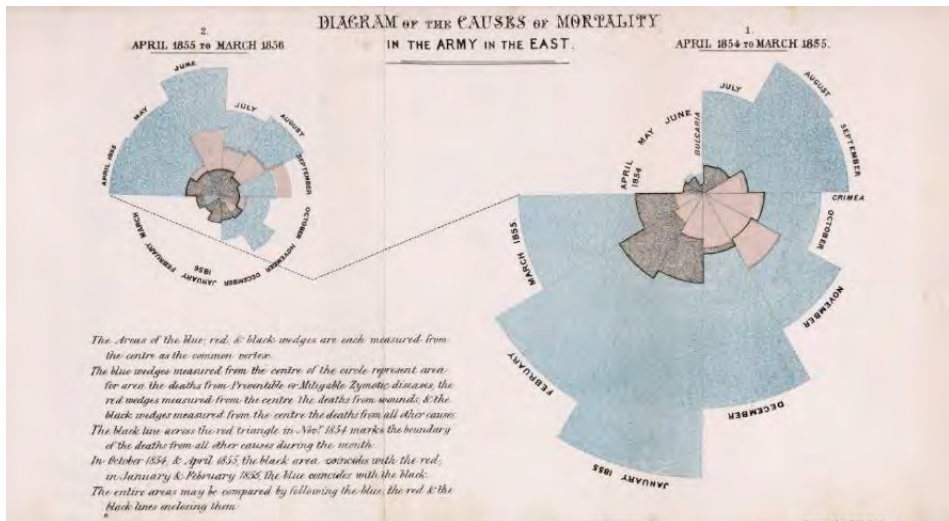 DIAGRAM OF THE CAUSES OF MORTALITY
IN THE ARMY IN THE EAST.
2.
APRIL 1855 TO MARCH 1856
JUNE
MAY
JULY
AUGUST
APRIL 1855
SEPTEMBER
OCTOBER
NOVEMBER
DECEMBER
JANUARY
1856
FEBRUARY
MARCH
1.
APRIL 1854 TO MARCH 1855.
JUNE
MAY
APRIL
1854
BULGARIA
JULY
AUGUST
SEPTEMBER
CRIMEA
OCTOBER
NOVEMBER
DECEMBER
JANUARY 1855
FEBRUARY
MARCH 1855
The Areas of the blue, red, & black wedges are each measured from
the centre as the common vertex.
The blue wedges measured from the centre of the circle represent area
for area the deaths from Preventible or Mitigable Zymotic diseases, the
red wedges measured from the centre the deaths from wounds, & the
black wedges measured from the centre the deaths from all other causes.
The black line across the red triangle in Novr. 1854 marks the boundary
of the deaths from all other causes during the month.
In October 1854, & April 1855, the black area coincides with the red,
in January & February 1856, the blue coincides with the black.
The entire areas may be compared by following the blue, the red & the
black lines enclosing them.